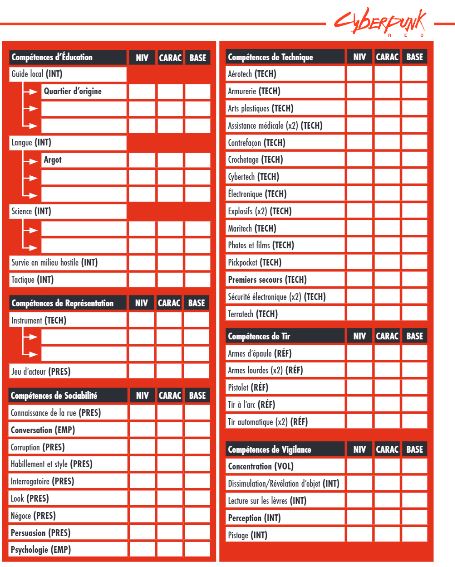 Cyberpunk
RED
Compétences d'Éducation NIV CARAC BASE
Guide local (INT)
Quartier d'origine
Langue (INT)
Argot
Science (INT)
Survie en milieu hostile (INT)
Tactique (INT)
Compétences de Représentation NIV CARAC BASE
Instrument (TECH)
Jeu d'acteur (PRES)
Compétences de Sociabilité NIV CARAC BASE
Connaissance de la rue (PRES)
Conversation (EMP)
Corruption (PRES)
Habillement et style (PRES)
Interrogatoire (PRES)
Look (PRES)
Négoce (PRES)
Persuasion (PRES)
Psychologie (EMP)
Compétences de Technique NIV CARAC BASE
Aérotech (TECH)
Armurerie (TECH)
Arts plastiques (TECH)
Assistance médicale (x2) (TECH)
Contrefaçon (TECH)
Crochetage (TECH)
Cybertech (TECH)
Électronique (TECH)
Explosifs (x2) (TECH)
Maritech (TECH)
Photos et films (TECH)
Pickpocket (TECH)
Premiers secours (TECH)
Sécurité électronique (x2) (TECH)
Terratech (TECH)
Compétences de Tir NIV CARAC BASE
Armes d'épaule (RÉF)
Armes lourdes (x2) (RÉF)
Pistolet (RÉF)
Tir à l'arc (RÉF)
Tir automatique (x2) (RÉF)
Compétences de Vigilance NIV CARAC BASE
Concentration (VOL)
Dissimulation/Révélation d'objet (INT)
Lecture sur les lèvres (INT)
Perception (INT)
Pistage (INT)